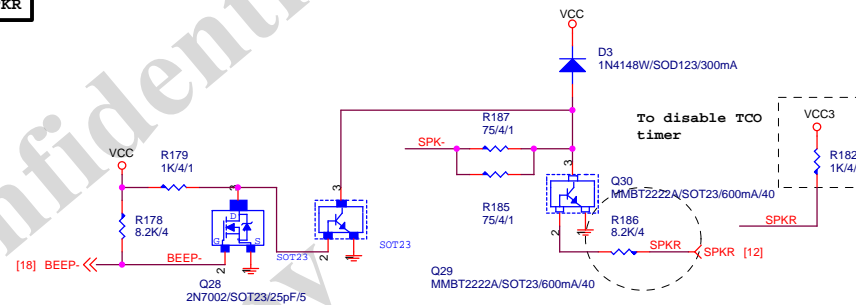 KR
VCC
D3
1N4148W/SOD123/300mA
R187
75/4/1
To disable TCO
timer
VCC3
SPK-
R179
1K/4/1
VCC
R182
1K/4/
3
3
3
Q30
MMBT2222A/SOT23/600mA/40
R178
8.2K/4
D
G
S
R185
75/4/1
R186
8.2K/4
SPKR
SOT23
2
2
2
SPKR
SPKR [12]
[18] BEEP-
BEEP-
SOT23
Q28
2N7002/SOT23/25pF/5
Q29
MMBT2222A/SOT23/600mA/40
nfident